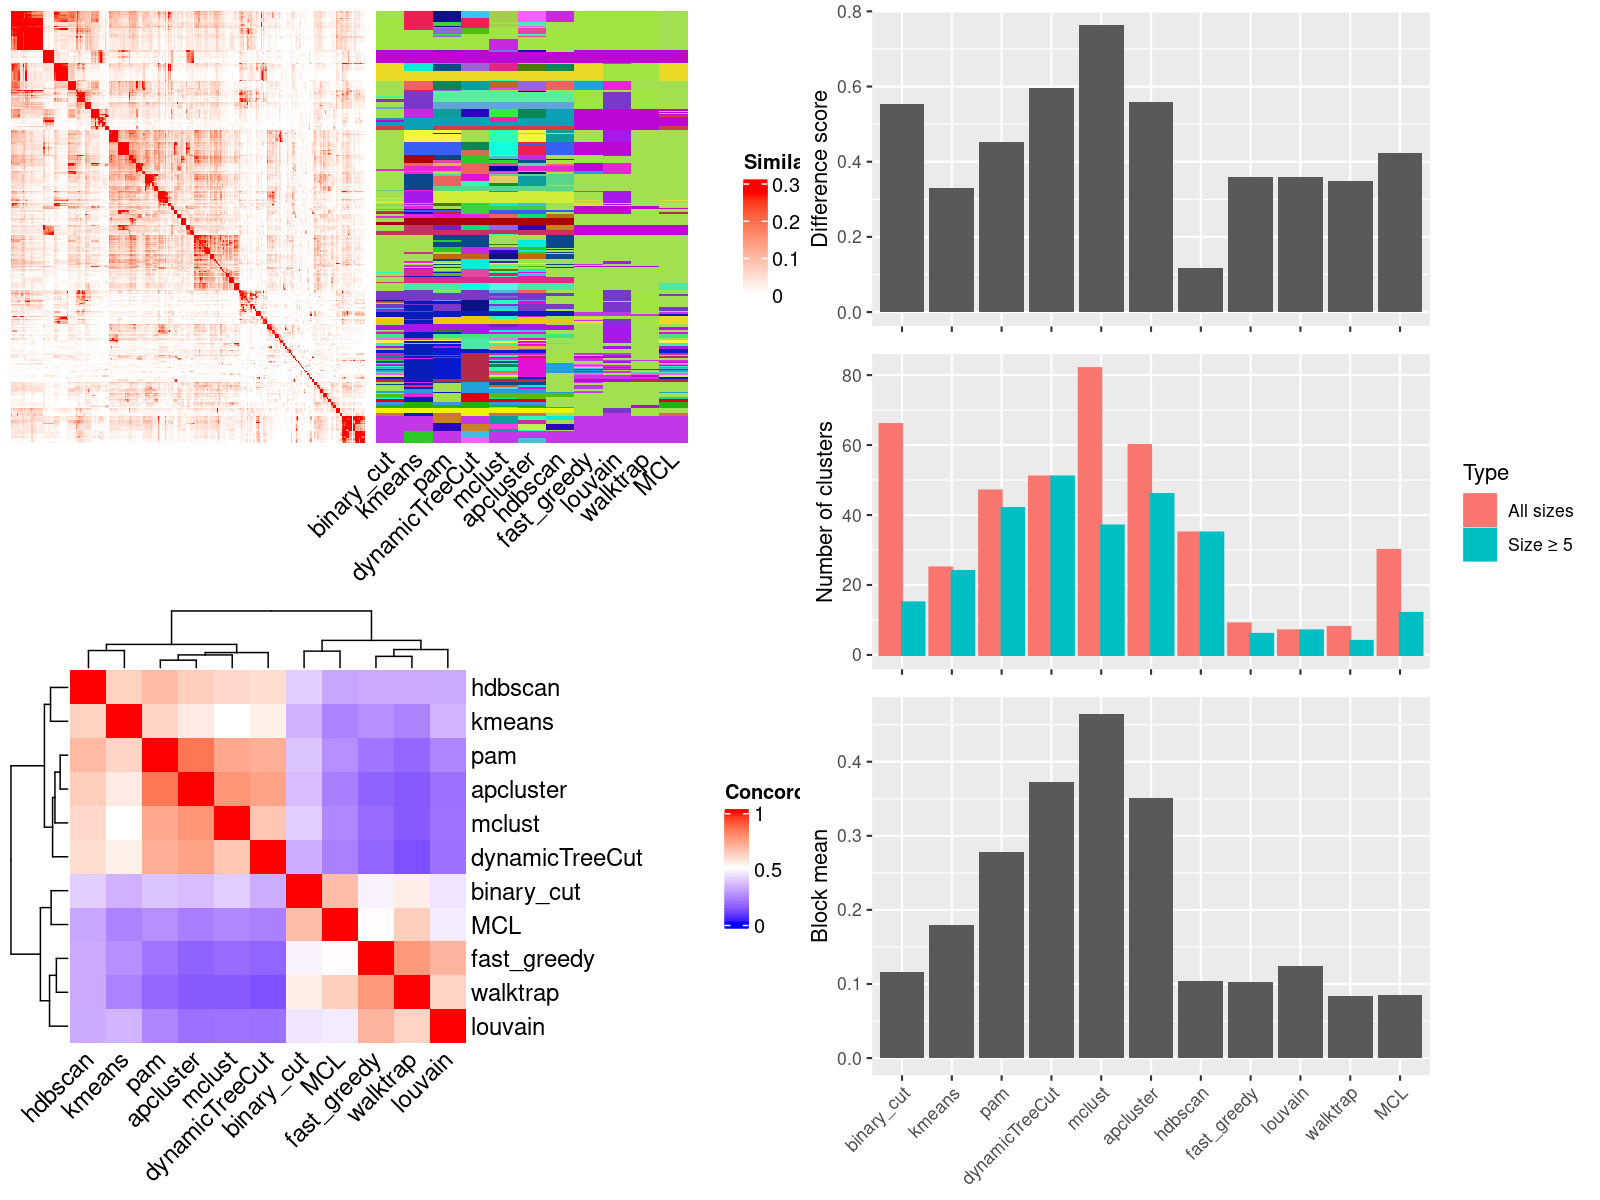 Simila
0.3
0.2
0.1
0
binary_cut
kmeans
pam
dynamicTreeCut
mclust
apcluster
hdbscan
fast_greedy
louvain
walktrap
MCL
Difference score
0.8
0.6
0.4
0.2
0.0
Number of clusters
80
60
40
20
0
Type
All sizes
Size ≥ 5
hdbscan
kmeans
pam
apcluster
mclust
dynamicTreeCut
binary_cut
MCL
fast_greedy
walktrap
louvain
hdbscan
kmeans
pam
apcluster
mclust
dynamicTreeCut
binary_cut
MCL
fast_greedy
walktrap
louvain
Concord
1
0.5
0
Block mean
0.4
0.3
0.2
0.1
0.0
binary_cut
kmeans
pam
dynamicTreeCut
mclust
apcluster
hdbscan
fast_greedy
louvain
walktrap
MCL